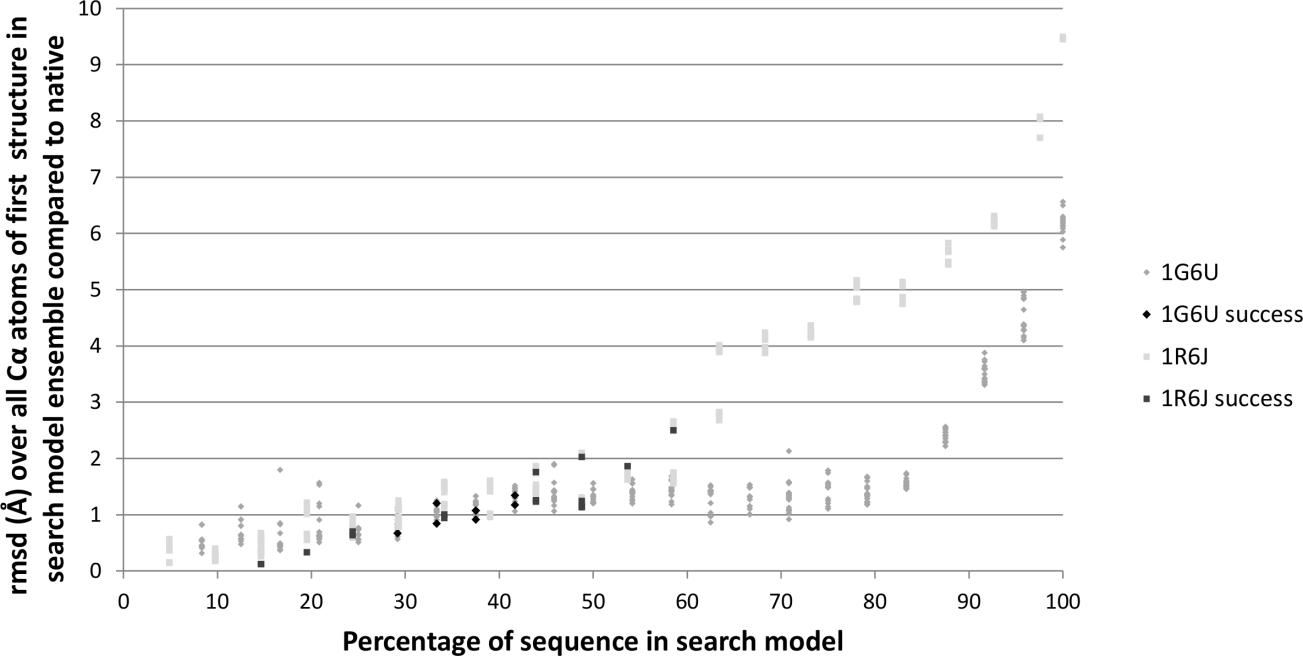 rmsd (Å) over all Cα atoms of first structure in
search model ensemble compared to native
10
9
8
7
6
5
4
3
2
1
0
0 10 20 30 40 50 60 70 80 90 100
Percentage of sequence in search model
1G6U
1G6U success
1R6J
1R6J success